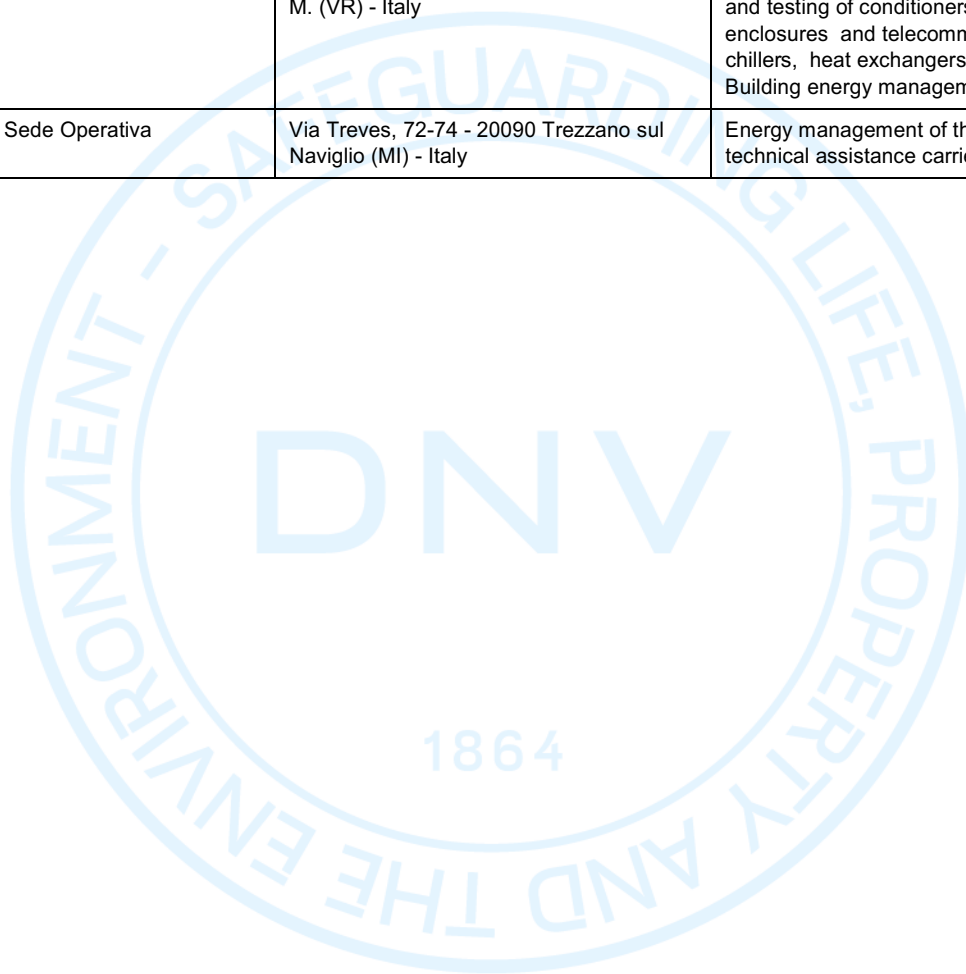 M. (VR) - Italy
and testing of conditioners
enclosures and telecomm
chillers, heat exchangers
Building energy managem
Sede Operativa
Via Treves, 72-74 - 20090 Trezzano sul
Naviglio (MI) - Italy
Energy management of th
technical assistance carrie
SAFEGUARDING LIFE, PROPERTY AND THE ENVIRONMENT -
DNV
1864